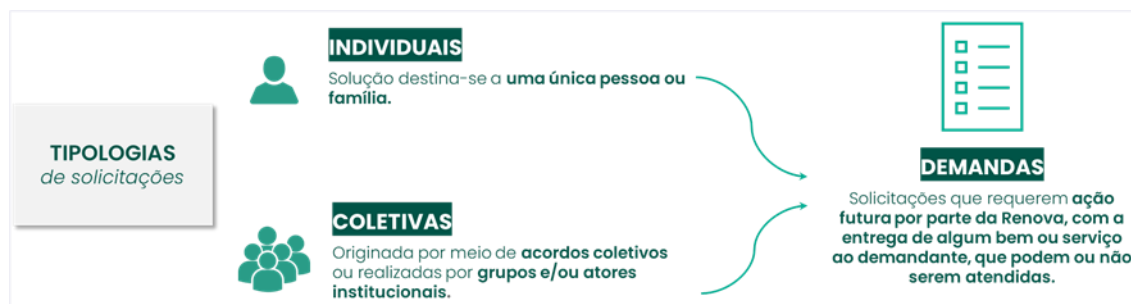 TIPOLOGIAS
de solicitações
INDIVIDUAIS
Solução destina-se a uma única pessoa ou
família.
COLETIVAS
Originada por meio de acordos coletivos
ou realizadas por grupos e/ou atores
institucionais.
DEMANDAS
Solicitações que requerem ação
futura por parte da Renova, com a
entrega de algum bem ou serviço
ao demandante, que podem ou não
serem atendidas.